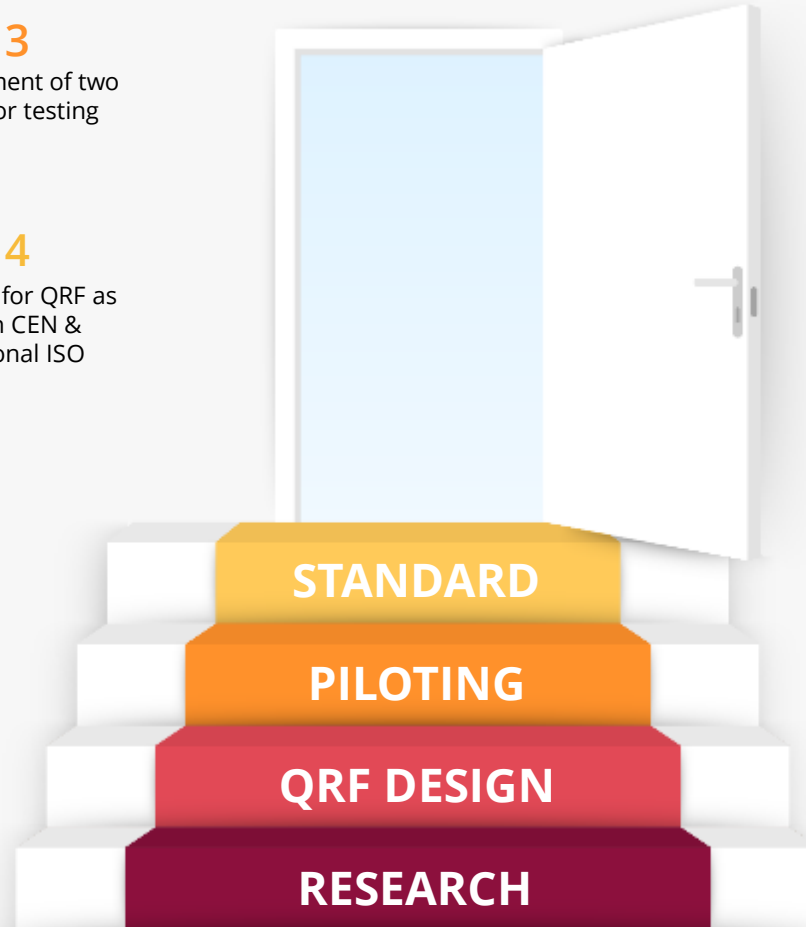 3
ment of two
or testing
4
for QRF as
n CEN &
onal ISO
STANDARD
PILOTING
QRF DESIGN
RESEARCH